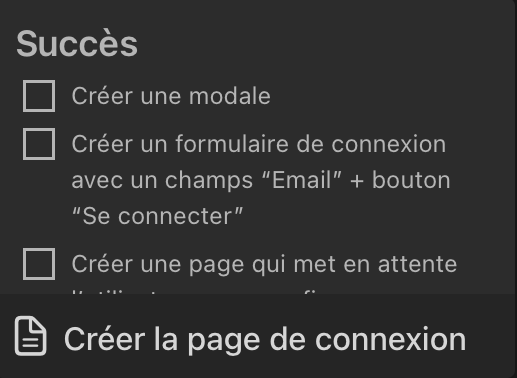 Succès
Créer une modale
Créer un formulaire de connexion
avec un champs “Email” + bouton
“Se connecter”
Créer une page qui met en attente
Créer la page de connexion